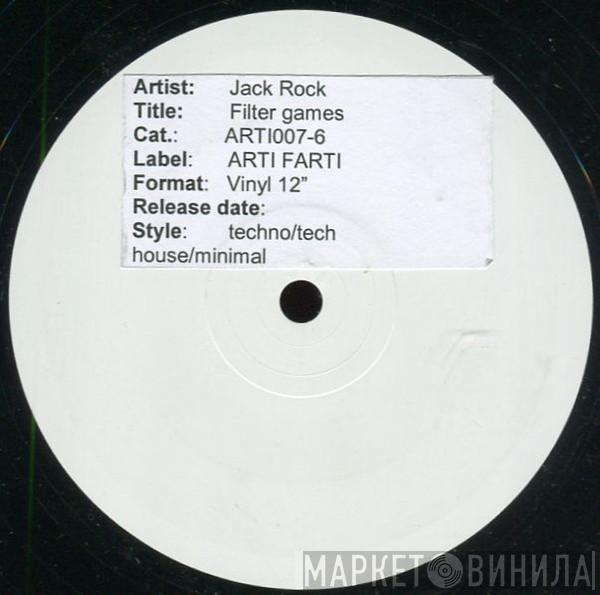 Artist: Jack Rock
Title: Filter games
Cat.: ARTI007-6
Label: ARTI FARTI
Format: Vinyl 12”
Release date:
Style: techno/tech
house/minimal
МАРКЕТ ВИНИЛА